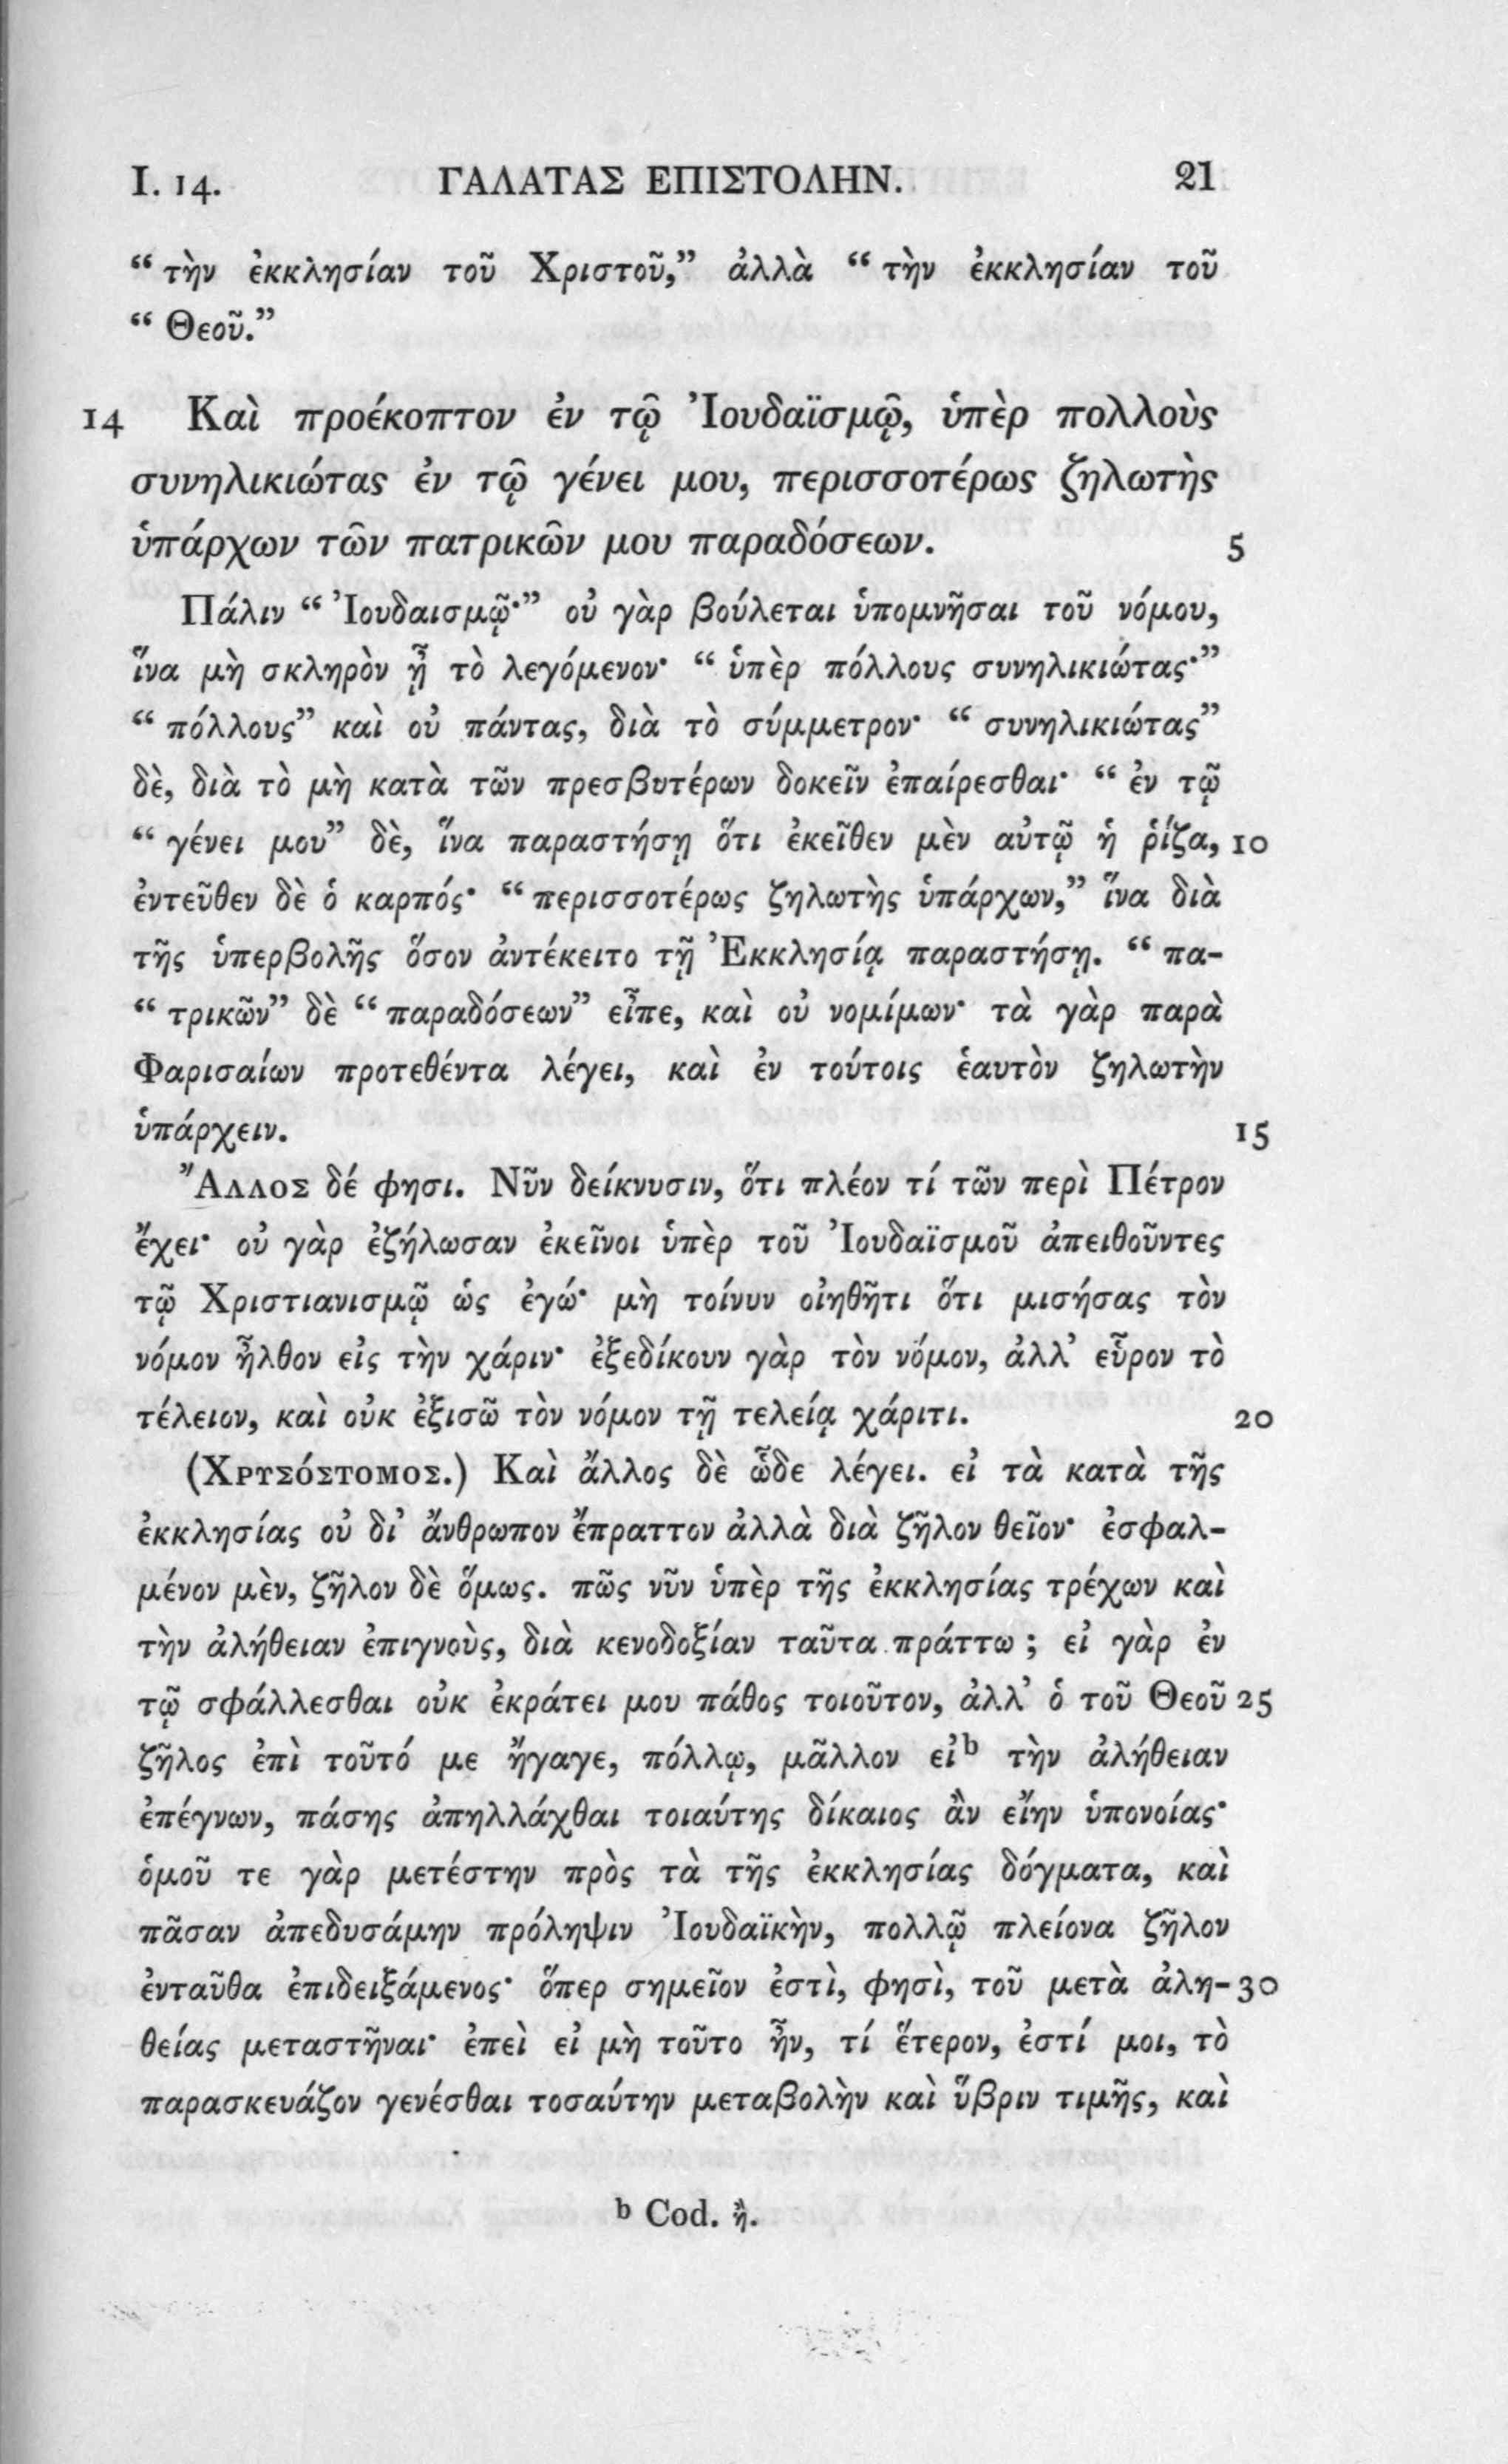 I. 14. ΓΑΛΑΤΑΣ ΕΠΙΣΤΟΛΗΝ. 21
“ τὴν ἐκκλησίαν τοῦ Χριστοῦ,” ἀλλὰ “ τὴν ἐκκλησίαν τοῦ
“ Θεοῦ.”
14 Καὶ προέκοπτον ἐν τῷ Ἰουδαϊσμῷ, ὑπὲρ πολλοὺς
συνηλικιώτας ἐν τῷ γένει μου, περισσοτέρως ζηλωτὴς
ὑπάρχων τῶν πατρικῶν μου παραδόσεων. 5
Πάλιν “ Ἰουδαισμῷ·” οὐ γὰρ βούλεται ὑπομνῆσαι τοῦ νόμου,
ἵνα μὴ σκληρὸν ᾖ τὸ λεγόμενον· “ ὑπὲρ πόλλους συνηλικιώτας·”
“ πόλλους” καὶ οὐ πάντας, διὰ τὸ σύμμετρον· “ συνηλικιώτας”
δὲ, διὰ τὸ μὴ κατὰ τῶν πρεσβυτέρων δοκεῖν ἐπαίρεσθαι· “ ἐν τῷ
“ γένει μου” δὲ, ἵνα παραστήσῃ ὅτι ἐκεῖθεν μὲν αὐτῷ ἡ ῥίζα, 10
ἐντεῦθεν δὲ ὁ καρπός· “ περισσοτέρως ζηλωτὴς ὑπάρχων,” ἵνα διὰ
τῆς ὑπερβολῆς ὅσον ἀντέκειτο τῇ Ἐκκλησίᾳ παραστήσῃ. “ πα-
“ τρικῶν” δὲ “ παραδόσεων” εἶπε, καὶ οὐ νομίμων· τὰ γὰρ παρὰ
Φαρισαίων προτεθέντα λέγει, καὶ ἐν τούτοις ἑαυτὸν ζηλωτὴν
ὑπάρχειν. 15
Ἄλλος δέ φησι. Νῦν δείκνυσιν, ὅτι πλέον τί τῶν περὶ Πέτρον
ἔχει· οὐ γὰρ ἐζήλωσαν ἐκεῖνοι ὑπὲρ τοῦ Ἰουδαϊσμοῦ ἀπειθοῦντες
τῷ Χριστιανισμῷ ὡς ἐγώ· μὴ τοίνυν οἰηθῆτι ὅτι μισήσας τὸν
νόμον ἦλθον εἰς τὴν χάριν· ἐξεδίκουν γὰρ τὸν νόμον, ἀλλ’ εὗρον τὸ
τέλειον, καὶ οὐκ ἐξισῶ τὸν νόμον τῇ τελείᾳ χάριτι. 20
(Χρυσόστομος.) Καὶ ἄλλος δὲ ὧδε λέγει. εἰ τὰ κατὰ τῆς
ἐκκλησίας οὐ δι’ ἄνθρωπον ἔπραττον ἀλλὰ διὰ ζῆλον θεῖον· ἐσφαλ-
μένον μὲν, ζῆλον δὲ ὅμως. πῶς νῦν ὑπὲρ τῆς ἐκκλησίας τρέχων καὶ
τὴν ἀλήθειαν ἐπιγνοὺς, διὰ κενοδοξίαν ταῦτα πράττω ; εἰ γὰρ ἐν
τῷ σφάλλεσθαι οὐκ ἐκράτει μου πάθος τοιοῦτον, ἀλλ’ ὁ τοῦ Θεοῦ 25
ζῆλος ἐπὶ τοῦτό με ἤγαγε, πόλλῳ, μᾶλλον εἰ b τὴν ἀλήθειαν
ἐπέγνων, πάσης ἀπηλλάχθαι τοιαύτης δίκαιος ἂν εἴην ὑπονοίας·
ὁμοῦ τε γὰρ μετέστην πρὸς τὰ τῆς ἐκκλησίας δόγματα, καὶ
πᾶσαν ἀπεδυσάμην πρόληψιν Ἰουδαϊκὴν, πολλῷ πλείονα ζῆλον
ἐνταῦθα ἐπιδειξάμενος· ὅπερ σημεῖον ἐστὶ, φησὶ, τοῦ μετὰ ἀλη- 30
θείας μεταστῆναι· ἐπεὶ εἰ μὴ τοῦτο ἦν, τί ἕτερον, ἐστί μοι, τὸ
παρασκευάζον γενέσθαι τοσαύτην μεταβολὴν καὶ ὕβριν τιμῆς, καὶ
b Cod. ἢ.